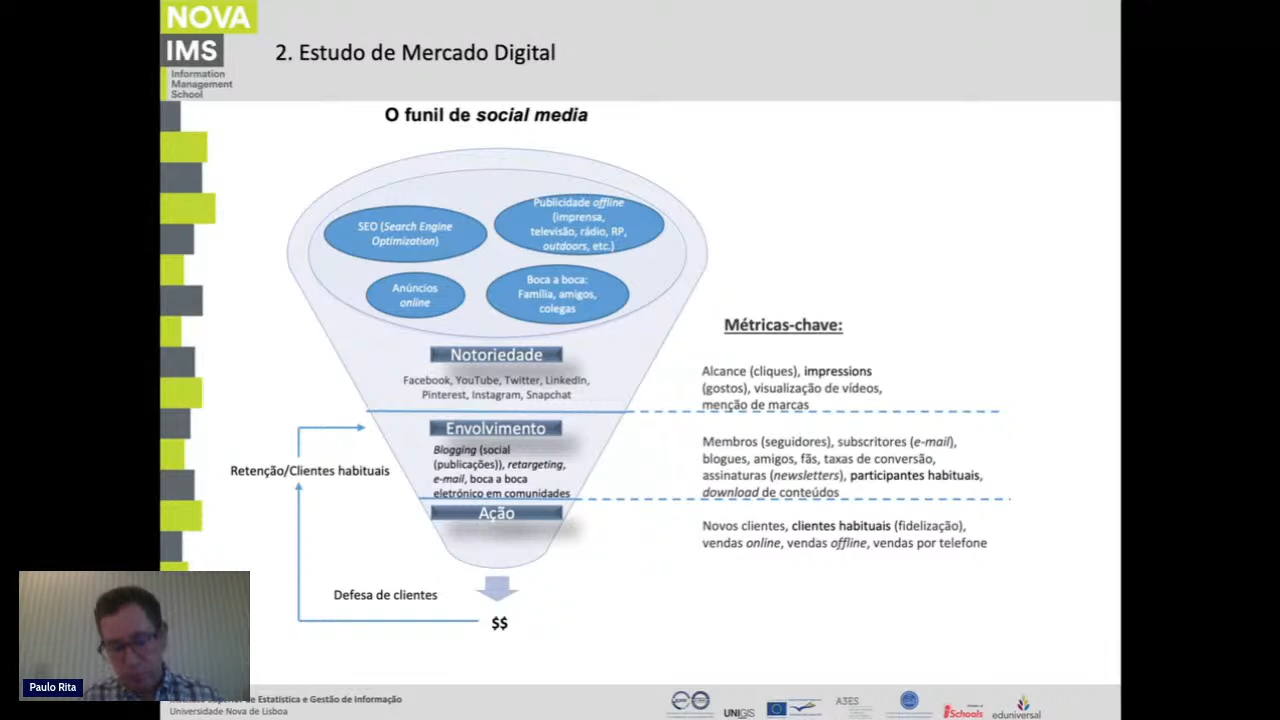 NOVA
IMS
Information
Management
School
2. Estudo de Mercado Digital
O funil de social media
SEO (Search Engine
Optimization)
Publicidade offline
(imprensa,
televisão, rádio, RP,
outdoors, etc.)
Anúncios
online
Boca a boca:
Família, amigos,
colegas
Notoriedade
Facebook, YouTube, Twitter, LinkedIn,
Pinterest, Instagram, Snapchat
Métricas-chave:
Alcance (cliques), impressions
(gostos), visualização de vídeos,
menção de marcas
Envolvimento
Blogging (social
(publicações)), retargeting,
e-mail, boca a boca
eletrónico em comunidades
Membros (seguidores), subscritores (e-mail),
blogues, amigos, fãs, taxas de conversão,
assinaturas (newsletters), participantes habituais,
download de conteúdos
Retenção/Clientes habituais
Ação
Novos clientes, clientes habituais (fidelização),
vendas online, vendas offline, vendas por telefone
Defesa de clientes
$$
Paulo Rita
de Estatística e Gestão de Informação
Universidade Nova de Lisboa
UNIGIS
A3ES
iSchools
eduniversal